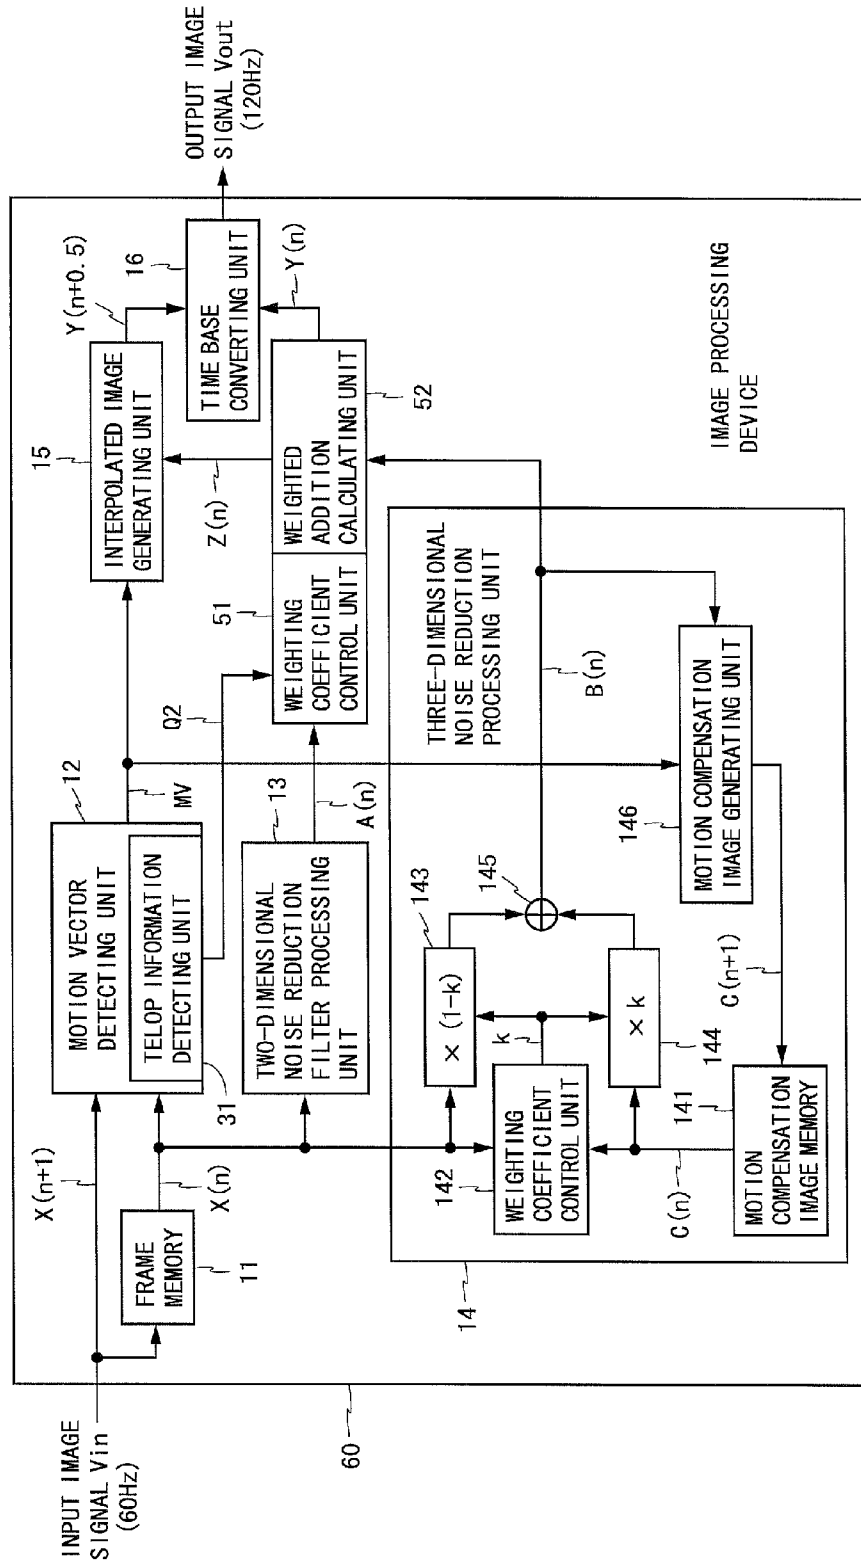 INPUT IMAGE
SIGNAL Vin
(60Hz)
60
X(n+1)
FRAME
MEMORY
11
X(n)
MOTION VECTOR
DETECTING UNIT
12
TELOP INFORMATION
DETECTING UNIT
31
MV
Q2
TWO-DIMENSIONAL
NOISE REDUCTION
FILTER PROCESSING
UNIT
13
A(n)
WEIGHTING
COEFFICIENT
CONTROL UNIT
51
WEIGHTED
ADDITION
CALCULATING UNIT
52
Z(n)
INTERPOLATED IMAGE
GENERATING UNIT
15
Y(n+0.5)
TIME BASE
CONVERTING UNIT
16
Y(n)
OUTPUT IMAGE
SIGNAL Vout
(120Hz)
14
THREE-DIMENSIONAL
NOISE REDUCTION
PROCESSING UNIT
WEIGHTING
COEFFICIENT
CONTROL UNIT
142
k
× (1-k)
143
× k
144
145
B(n)
C(n)
MOTION
COMPENSATION
IMAGE MEMORY
141
C(n+1)
MOTION COMPENSATION
IMAGE GENERATING UNIT
146
IMAGE PROCESSING
DEVICE